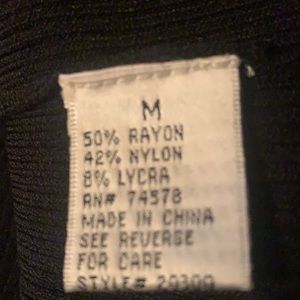 M
50% RAYON
42% NYLON
8% LYCRA
RN# 74578
MADE IN CHINA
SEE REVERSE
FOR CARE
STYLE# 20300